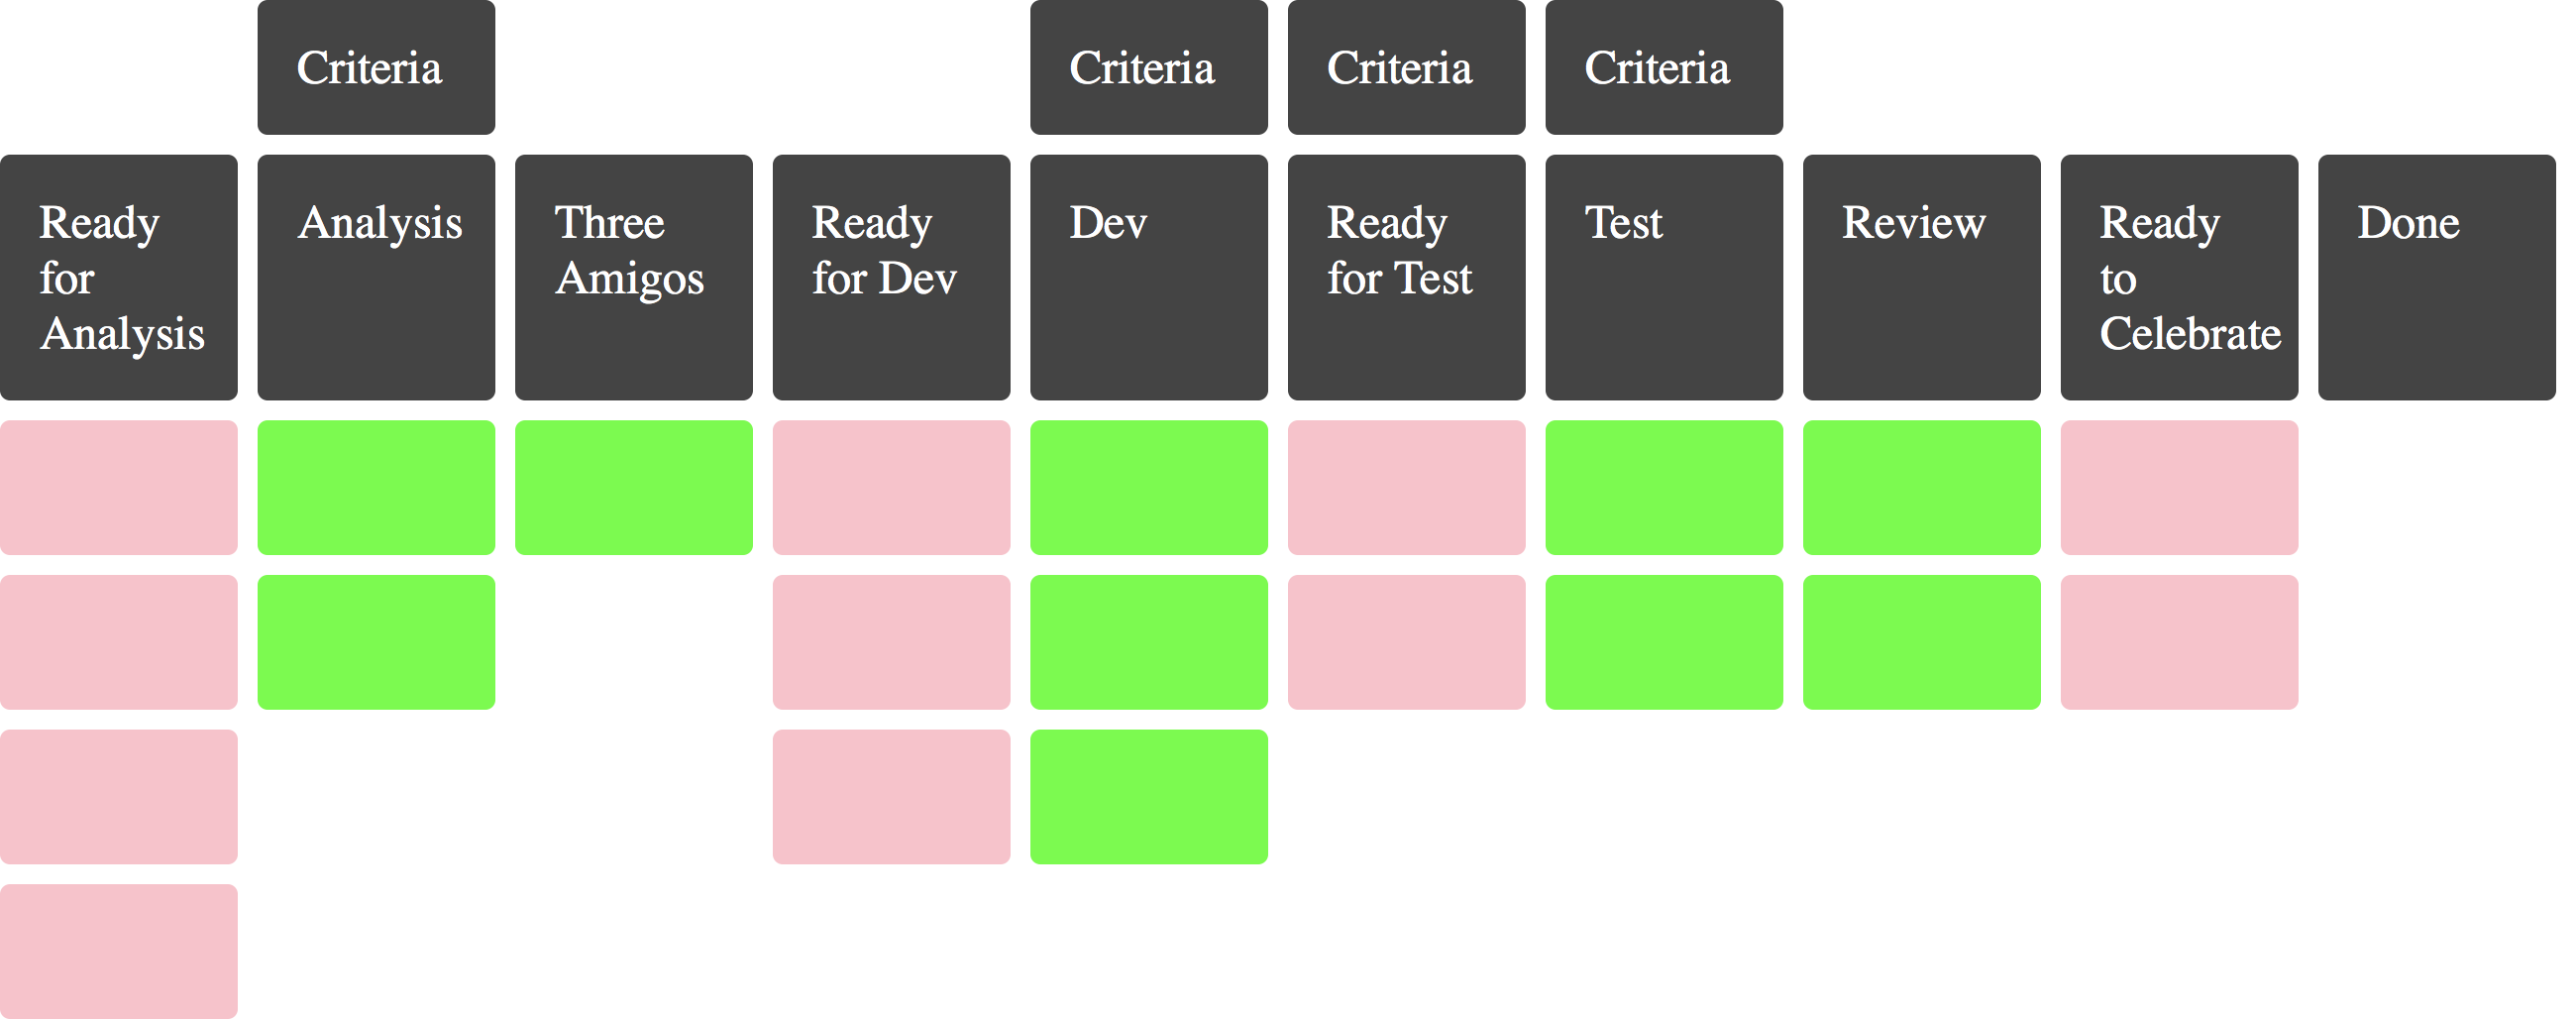 Criteria
Criteria
Criteria
Criteria
Ready
for
Analysis
Analysis
Three
Amigos
Ready
for Dev
Dev
Ready
for Test
Test
Review
Ready
to
Celebrate
Done